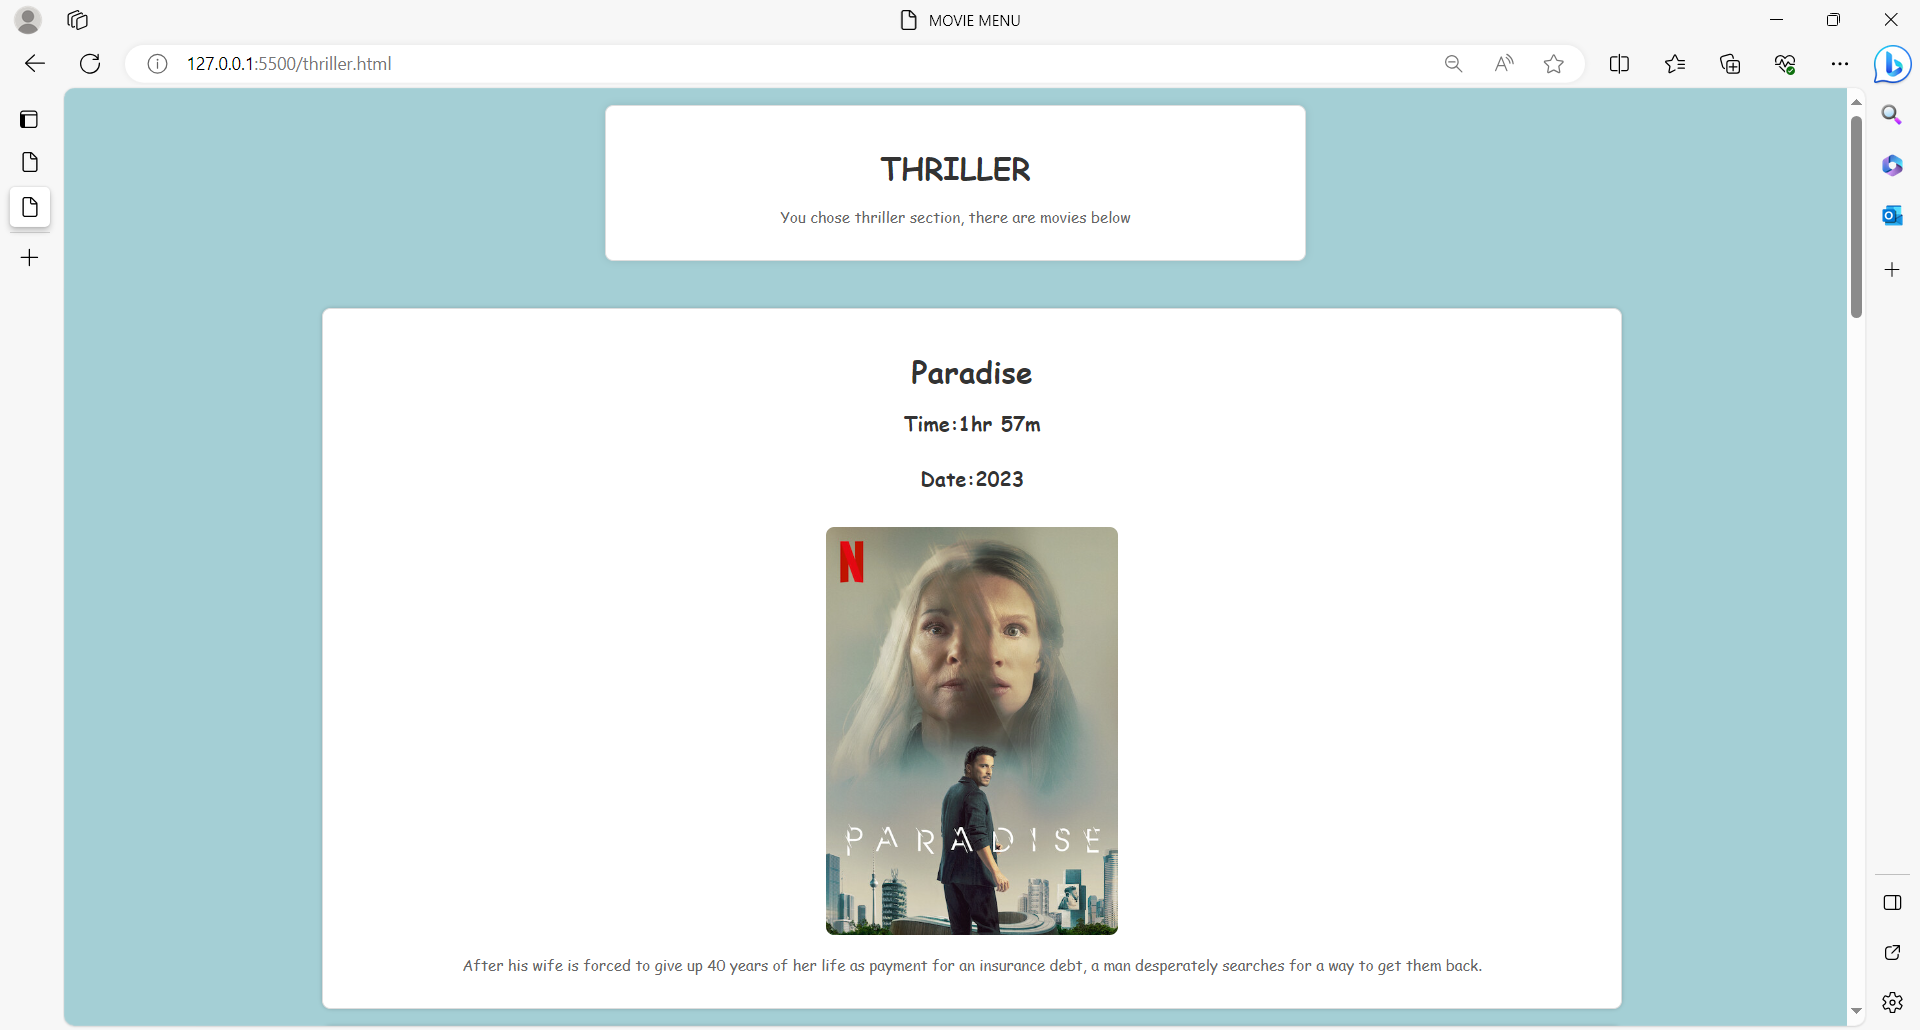 MOVIE MENU
127.0.0.1:5500/thriller.html
THRILLER
You chose thriller section, there are movies below
Paradise
Time:1hr 57m
Date:2023
N
PARADISE
After his wife is forced to give up 40 years of her life as payment for an insurance debt, a man desperately searches for a way to get them back.